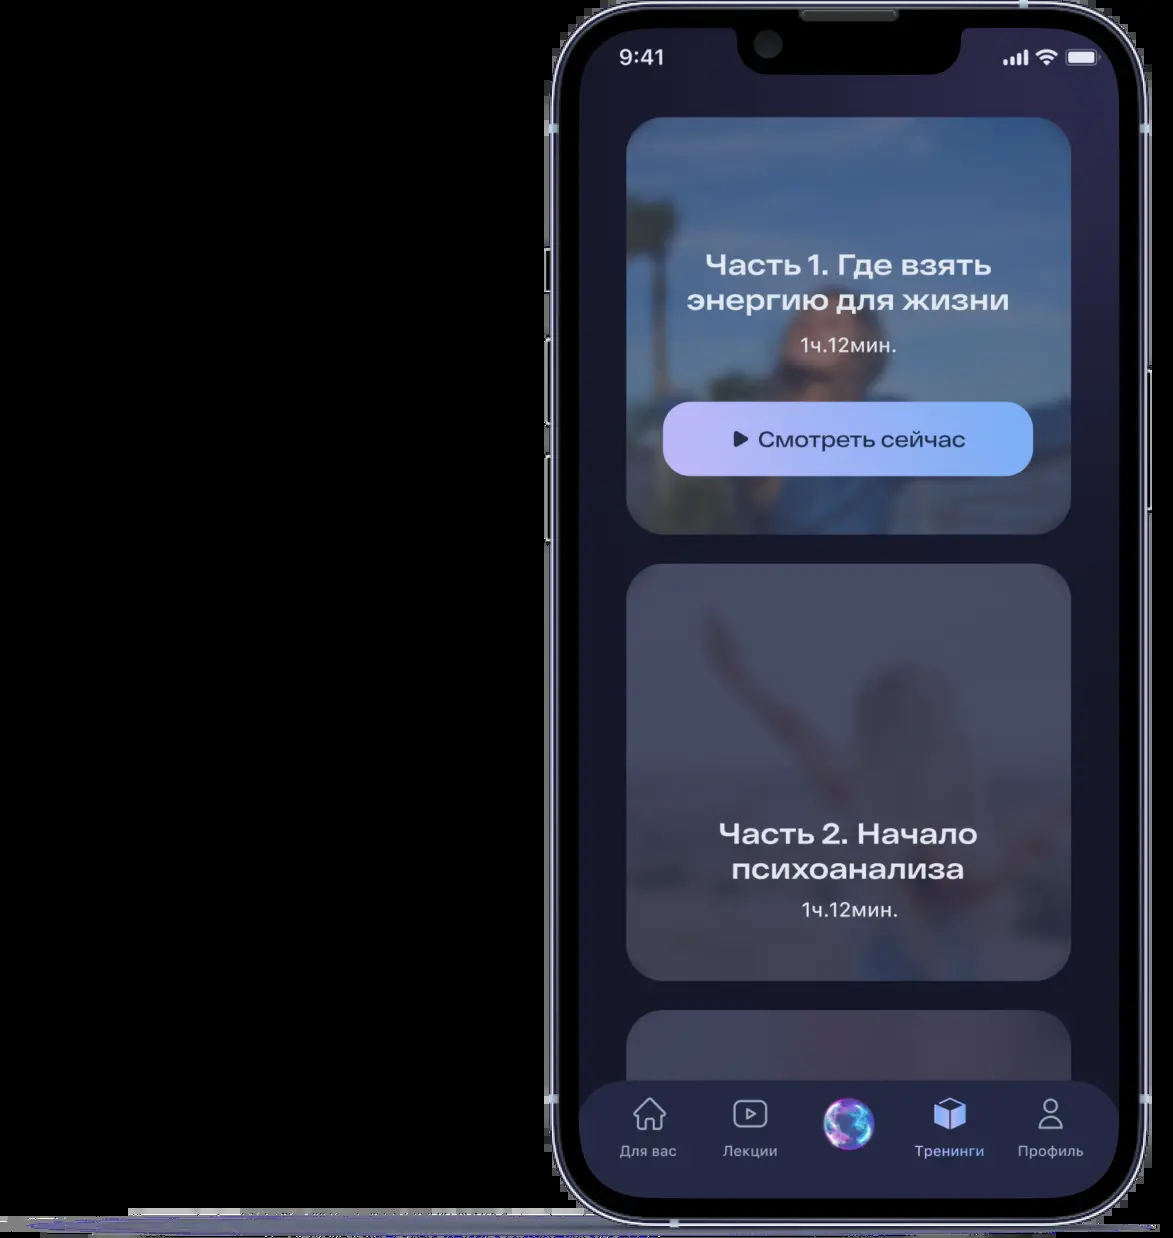 9:41
Часть 1. Где взять
энергию для жизни
1ч.12мин.
Смотреть сейчас
Часть 2. Начало
психоанализа
1ч.12мин.
Для вас
Лекции
Тренинги
Профиль